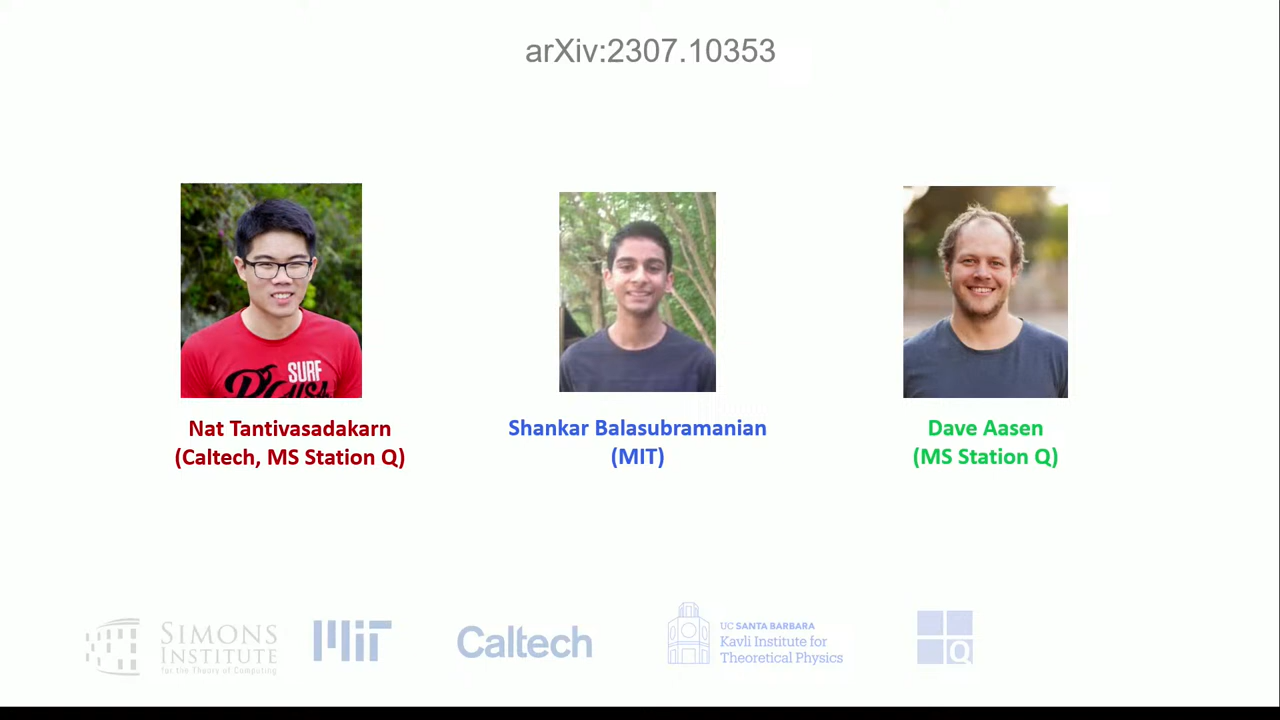 arXiv:2307.10353
SURF
Nat Tantivasadakarn
(Caltech, MS Station Q)
Shankar Balasubramanian
(MIT)
Dave Aasen
(MS Station Q)
SIMONS
INSTITUTE
for the Theory of Computing
MIT
Caltech
UC SANTA BARBARA
Kavli Institute for
Theoretical Physics
Q